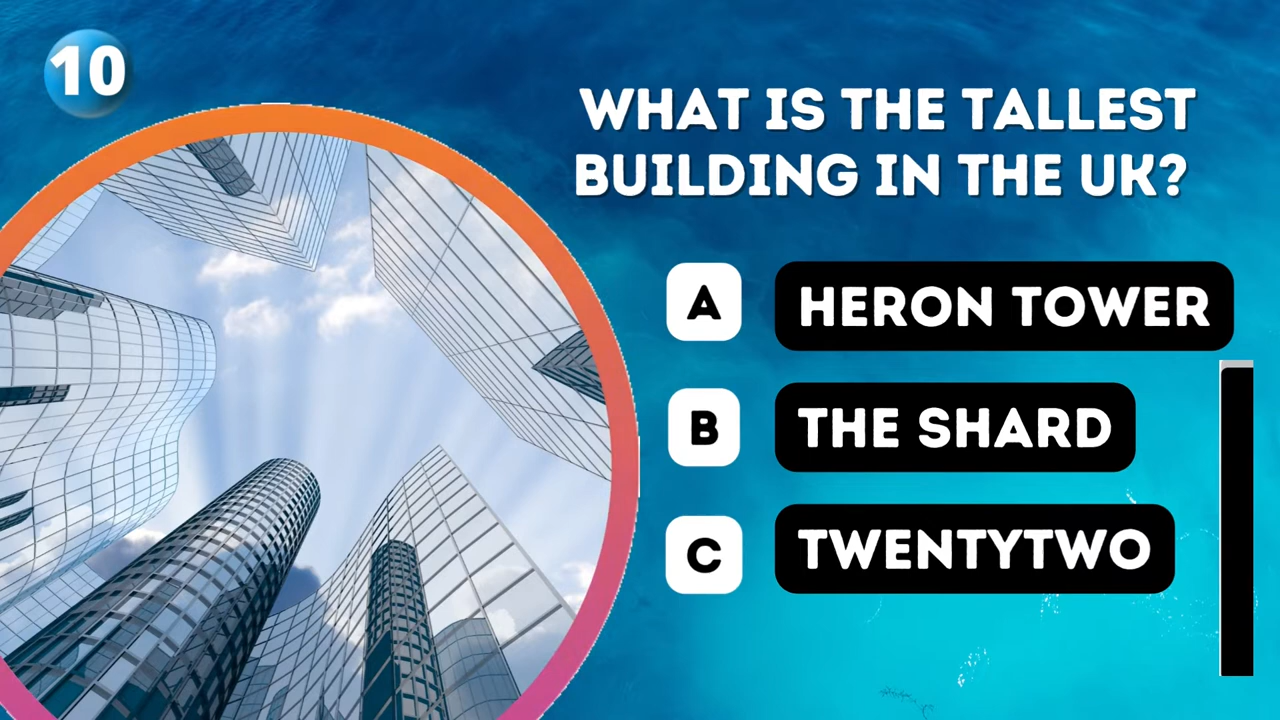 10
WHAT IS THE TALLEST
BUILDING IN THE UK?
A HERON TOWER
B THE SHARD
C TWENTYTWO